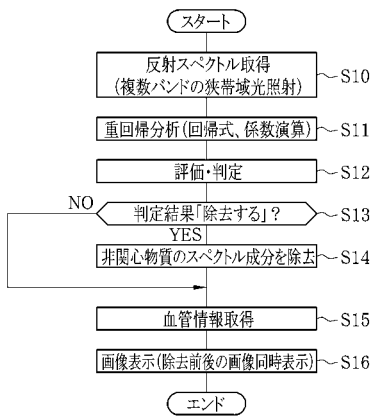 スタート
反射スペクトル取得
(複数バンドの狭帯域光照射)
S10
重回帰分析(回帰式、係数演算)
S11
評価・判定
S12
NO
判定結果「除去する」?
S13
YES
非関心物質のスペクトル成分を除去
S14
血管情報取得
S15
画像表示(除去前後の画像同時表示)
S16
エンド